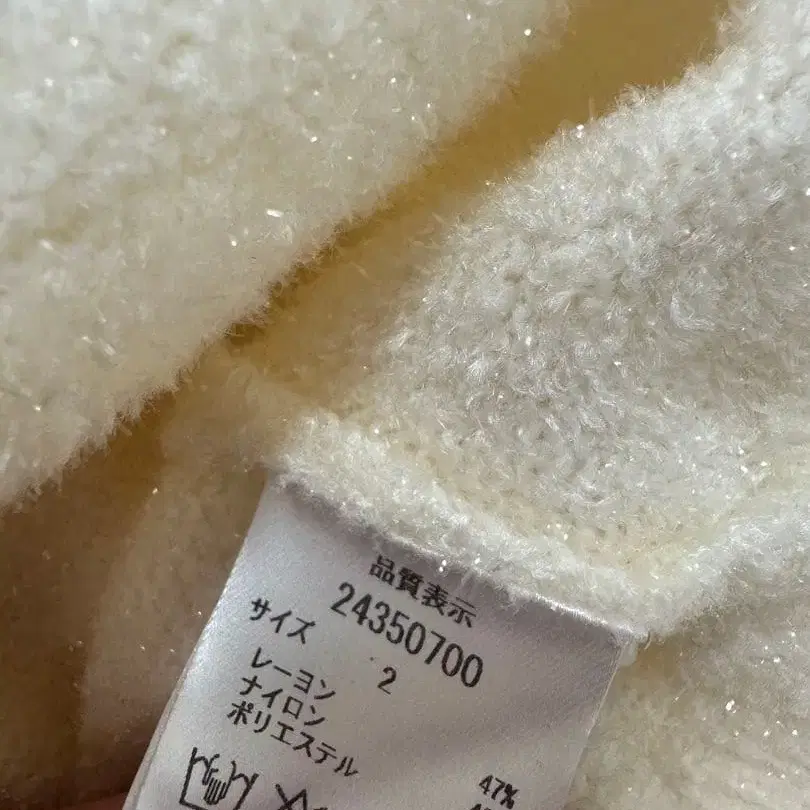 品質表示
24350700
サイズ 2
レーヨン 47%
ナイロン
ポリエステル